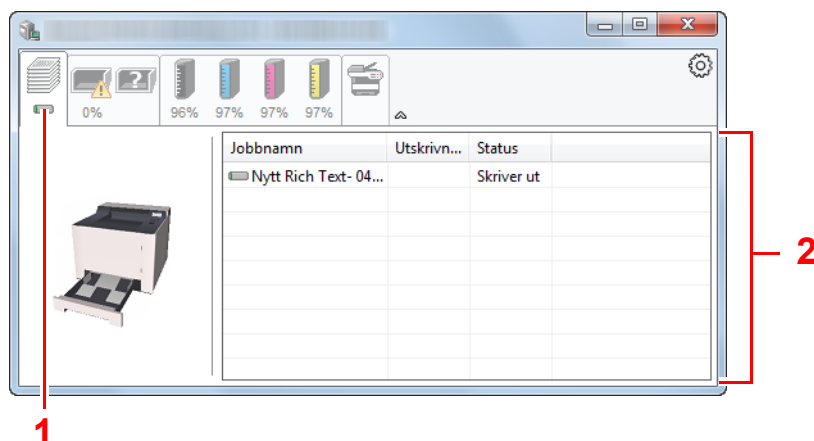 ?
0% 96% 97% 97% 97%
Jobbnamn Utskrivn... Status
Nytt Rich Text- 04... Skriver ut
2
1